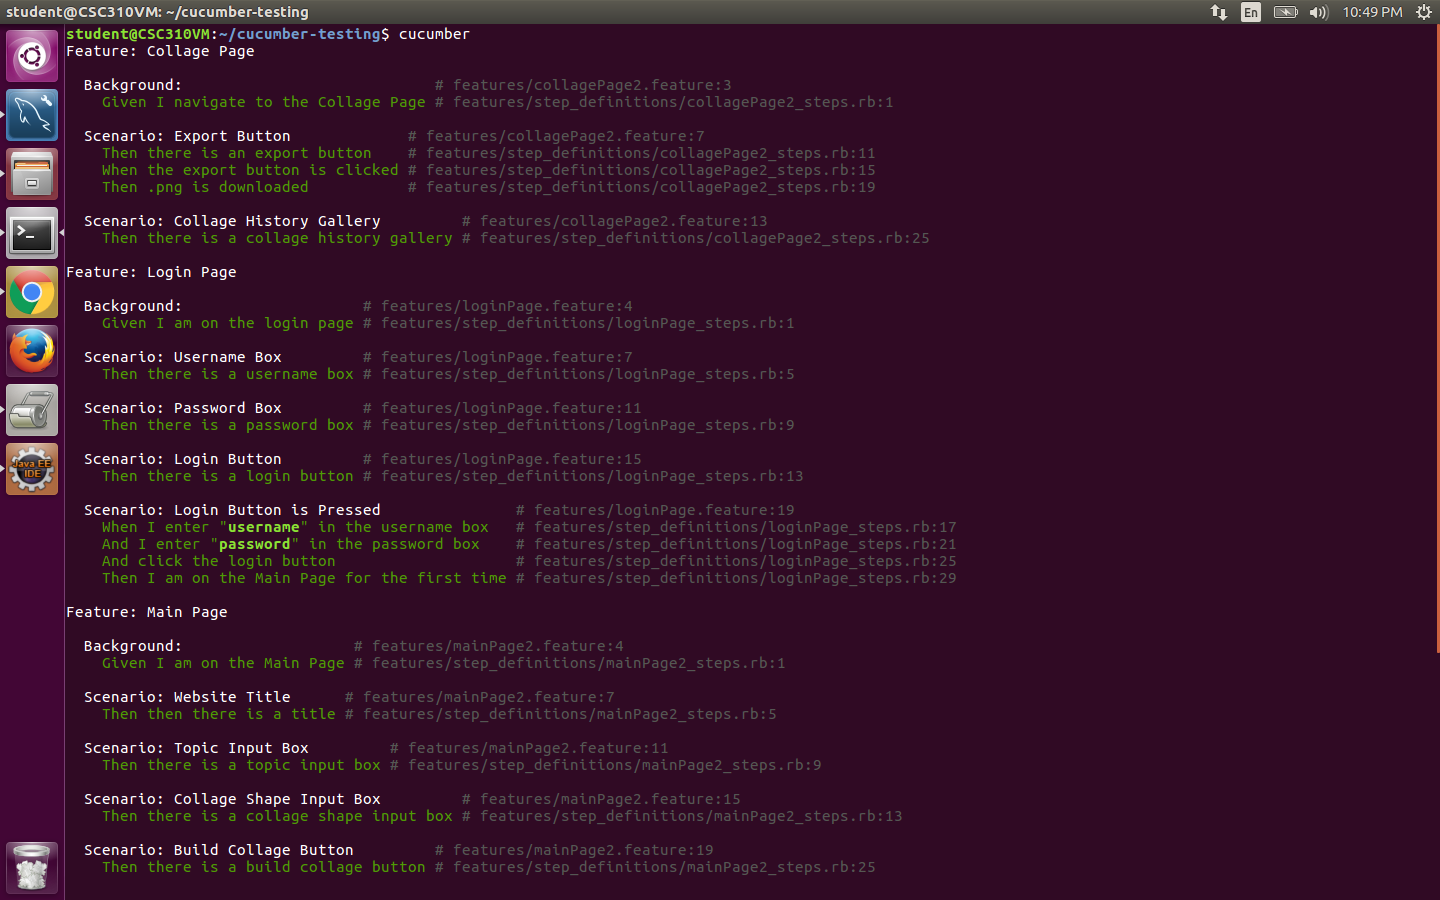 student@CSC310VM: ~/cucumber-testing
En
10:49 PM
student@CSC310VM:~/cucumber-testing$ cucumber
Feature: Collage Page
Background: # features/collagePage2.feature:3
Given I navigate to the Collage Page # features/step_definitions/collagePage2_steps.rb:1
Scenario: Export Button # features/collagePage2.feature:7
Then there is an export button # features/step_definitions/collagePage2_steps.rb:11
When the export button is clicked # features/step_definitions/collagePage2_steps.rb:15
Then .png is downloaded # features/step_definitions/collagePage2_steps.rb:19
Scenario: Collage History Gallery # features/collagePage2.feature:13
Then there is a collage history gallery # features/step_definitions/collagePage2_steps.rb:25
Feature: Login Page
Background: # features/loginPage.feature:4
Given I am on the login page # features/step_definitions/loginPage_steps.rb:1
Scenario: Username Box # features/loginPage.feature:7
Then there is a username box # features/step_definitions/loginPage_steps.rb:5
Scenario: Password Box # features/loginPage.feature:11
Then there is a password box # features/step_definitions/loginPage_steps.rb:9
Scenario: Login Button # features/loginPage.feature:15
Then there is a login button # features/step_definitions/loginPage_steps.rb:13
Scenario: Login Button is Pressed # features/loginPage.feature:19
When I enter "username" in the username box # features/step_definitions/loginPage_steps.rb:17
And I enter "password" in the password box # features/step_definitions/loginPage_steps.rb:21
And click the login button # features/step_definitions/loginPage_steps.rb:25
Then I am on the Main Page for the first time # features/step_definitions/loginPage_steps.rb:29
Feature: Main Page
Background: # features/mainPage2.feature:4
Given I am on the Main Page # features/step_definitions/mainPage2_steps.rb:1
Scenario: Website Title # features/mainPage2.feature:7
Then then there is a title # features/step_definitions/mainPage2_steps.rb:5
Scenario: Topic Input Box # features/mainPage2.feature:11
Then there is a topic input box # features/step_definitions/mainPage2_steps.rb:9
Scenario: Collage Shape Input Box # features/mainPage2.feature:15
Then there is a collage shape input box # features/step_definitions/mainPage2_steps.rb:13
Scenario: Build Collage Button # features/mainPage2.feature:19
Then there is a build collage button # features/step_definitions/mainPage2_steps.rb:25
Java EE
IDE